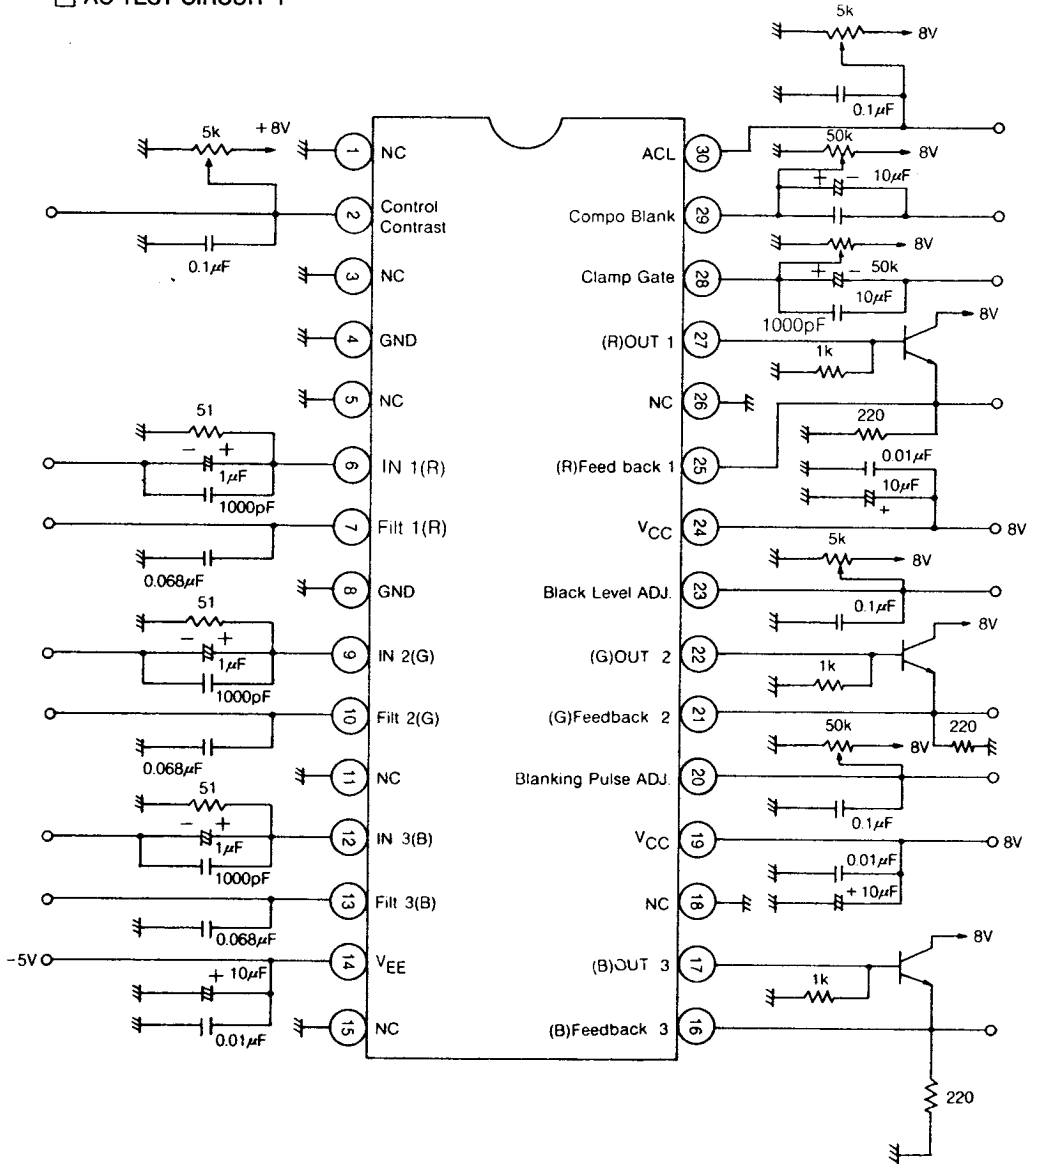 AC TEST CIRCUIT 1
5k
8V
0.1μF
5k
+8V
1
NC
ACL
30
50k
8V
+ − 10μF
2
Control
Contrast
Compo Blank
29
0.1μF
8V
3
NC
Clamp Gate
28
+ − 50k
10μF
1000pF
8V
4
GND
(R)OUT 1
27
1k
5
NC
NC
26
51
220
− +
6
IN 1(R)
(R)Feed back 1
25
0.01μF
1μF
10μF
+
1000pF
7
Filt 1(R)
VCC
24
8V
5k
8V
0.068μF
8
GND
Black Level ADJ.
23
51
0.1μF
8V
− +
9
IN 2(G)
(G)OUT 2
22
1μF
1k
1000pF
10
Filt 2(G)
(G)Feedback 2
21
220
50k
8V
0.068μF
11
NC
Blanking Pulse ADJ.
20
51
0.1μF
− +
12
IN 3(B)
VCC
19
8V
1μF
0.01μF
1000pF
13
Filt 3(B)
NC
18
+ 10μF
0.068μF
8V
−5V
14
VEE
(B)OUT 3
17
+ 10μF
1k
15
NC
(B)Feedback 3
16
0.01μF
220